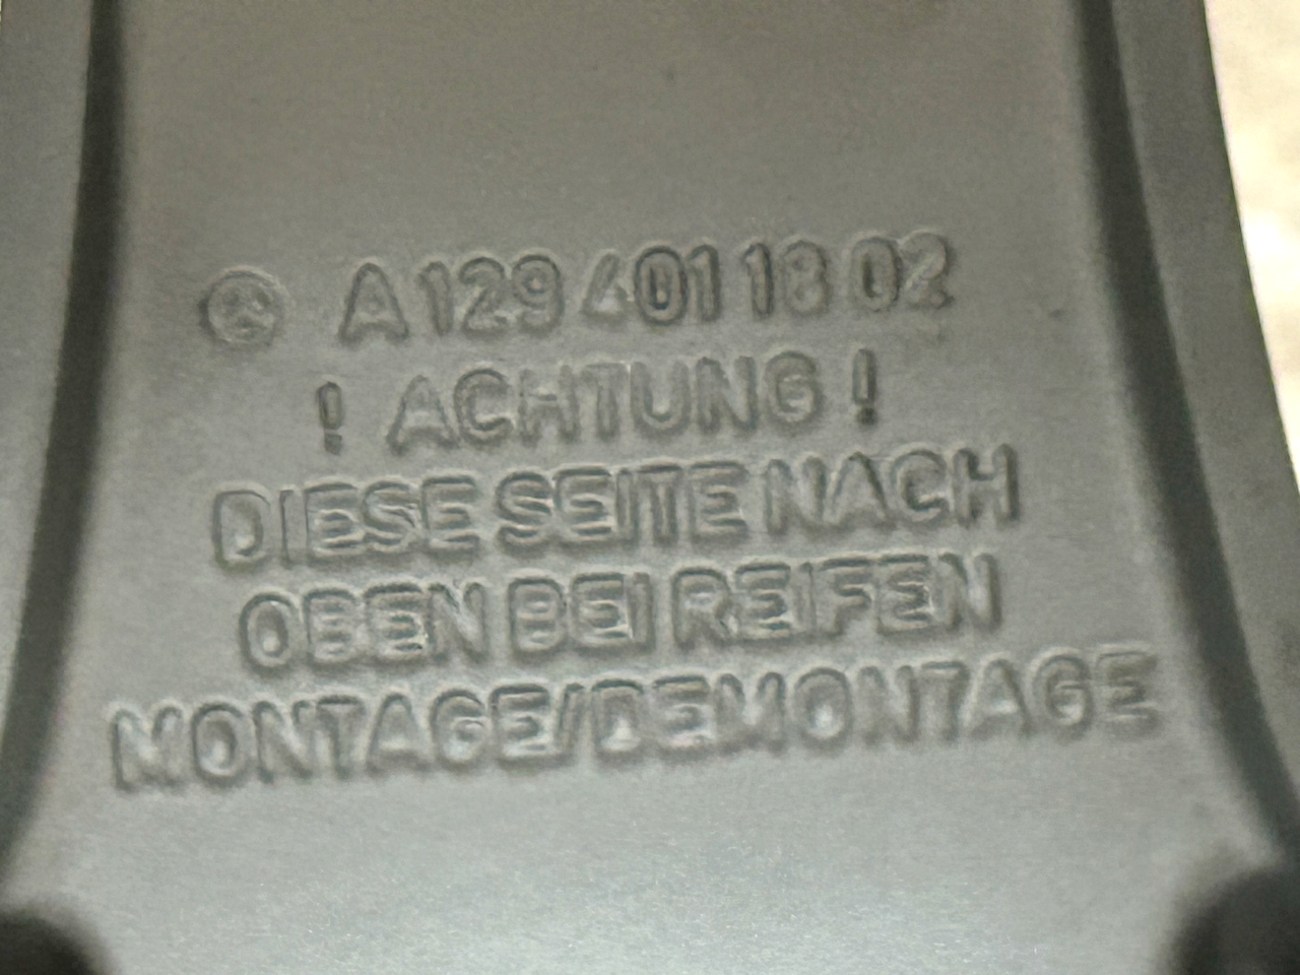 A 129 401 18 02
! ACHTUNG !
DIESE SEITE NACH
OBEN BEI REIFEN
MONTAGE/DEMONTAGE